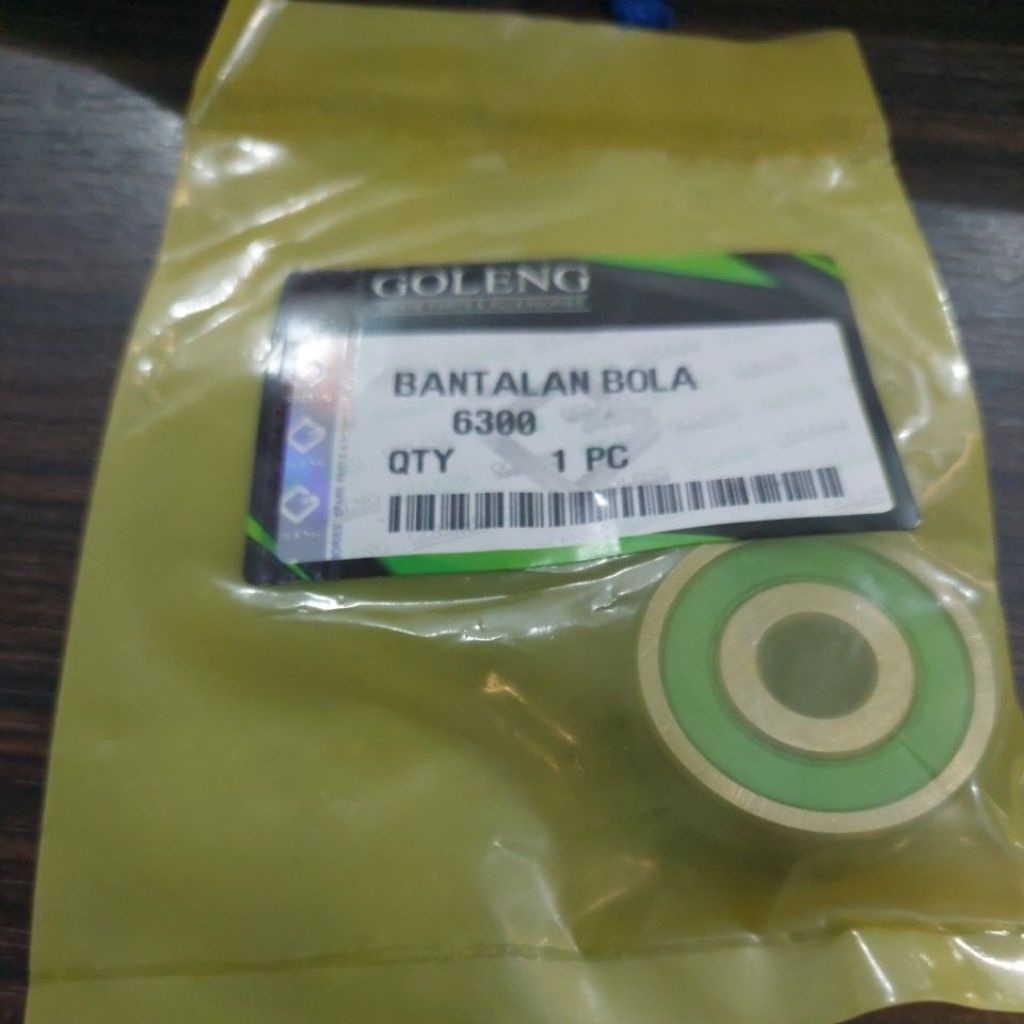 GOLENG
BANTALAN BOLA
6300
QTY 1 PC